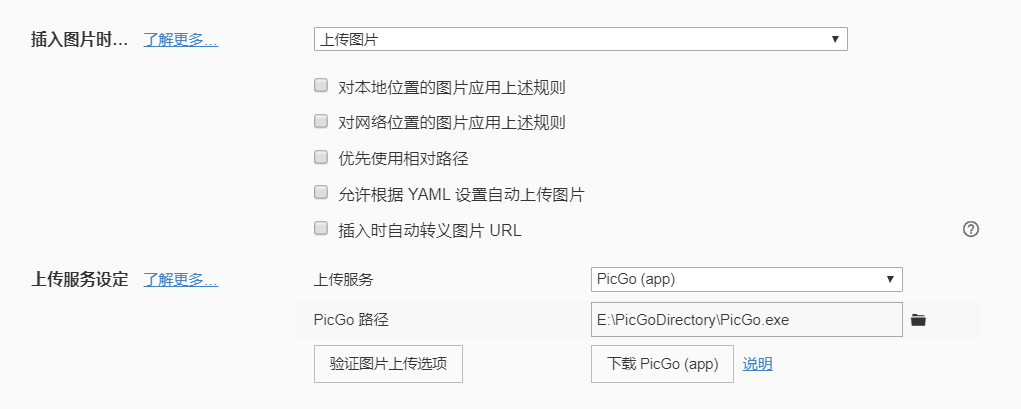 插入图片时... 了解更多... 上传图片
对本地位置的图片应用上述规则
对网络位置的图片应用上述规则
优先使用相对路径
允许根据 YAML 设置自动上传图片
插入时自动转义图片 URL
上传服务设定 了解更多... 上传服务 PicGo (app)
PicGo 路径 E:\PicGoDirectory\PicGo.exe
验证图片上传选项 下载 PicGo (app) 说明